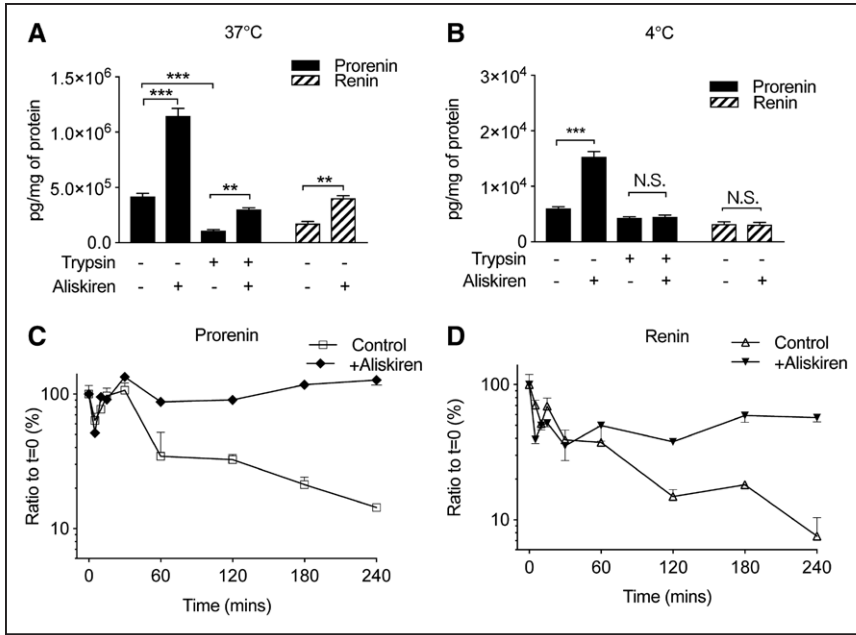 A
37°C
Prorenin
Renin
pg/mg of protein
1.5×10⁶
1.0×10⁶
5.0×10⁵
0.0
***
***
**
**
Trypsin - - + + - -
Aliskiren - + - + - +
B
4°C
Prorenin
Renin
pg/mg of protein
3×10⁴
2×10⁴
1×10⁴
0
***
N.S.
N.S.
Trypsin - - + + - -
Aliskiren - + - + - +
C
Prorenin
Control
+Aliskiren
Ratio to t=0 (%)
100
10
0 60 120 180 240
Time (mins)
D
Renin
Control
+Aliskiren
Ratio to t=0 (%)
100
10
0 60 120 180 240
Time (mins)